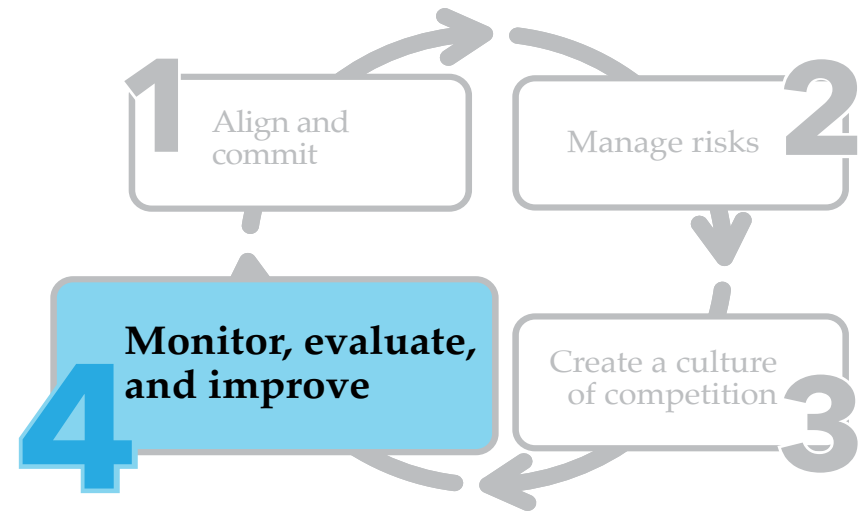 1
Align and
commit
2
Manage risks
3
Create a culture
of competition
4
Monitor, evaluate,
and improve